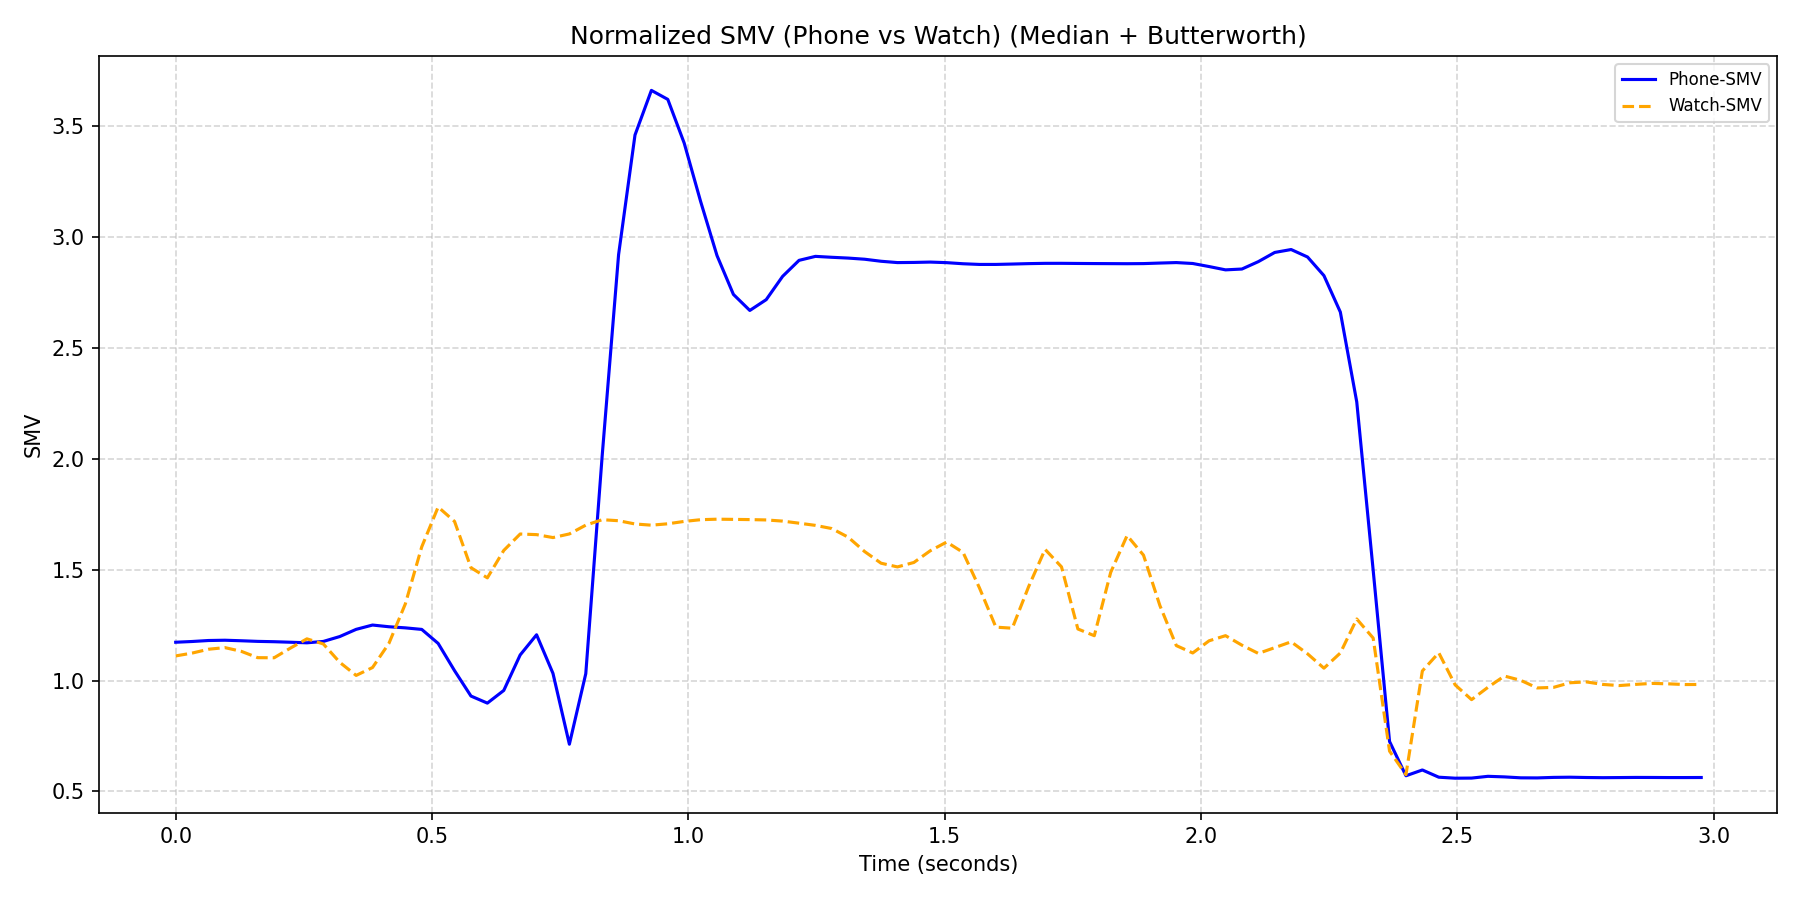 Normalized SMV (Phone vs Watch) (Median + Butterworth)
Phone-SMV
Watch-SMV
SMV
3.5
3.0
2.5
2.0
1.5
1.0
0.5
0.0 0.5 1.0 1.5 2.0 2.5 3.0
Time (seconds)